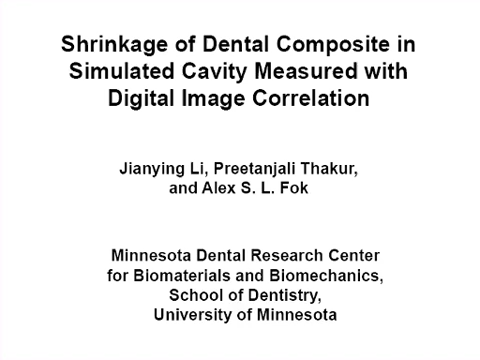 Shrinkage of Dental Composite in
Simulated Cavity Measured with
Digital Image Correlation
Jianying Li, Preetanjali Thakur,
and Alex S. L. Fok
Minnesota Dental Research Center
for Biomaterials and Biomechanics,
School of Dentistry,
University of Minnesota